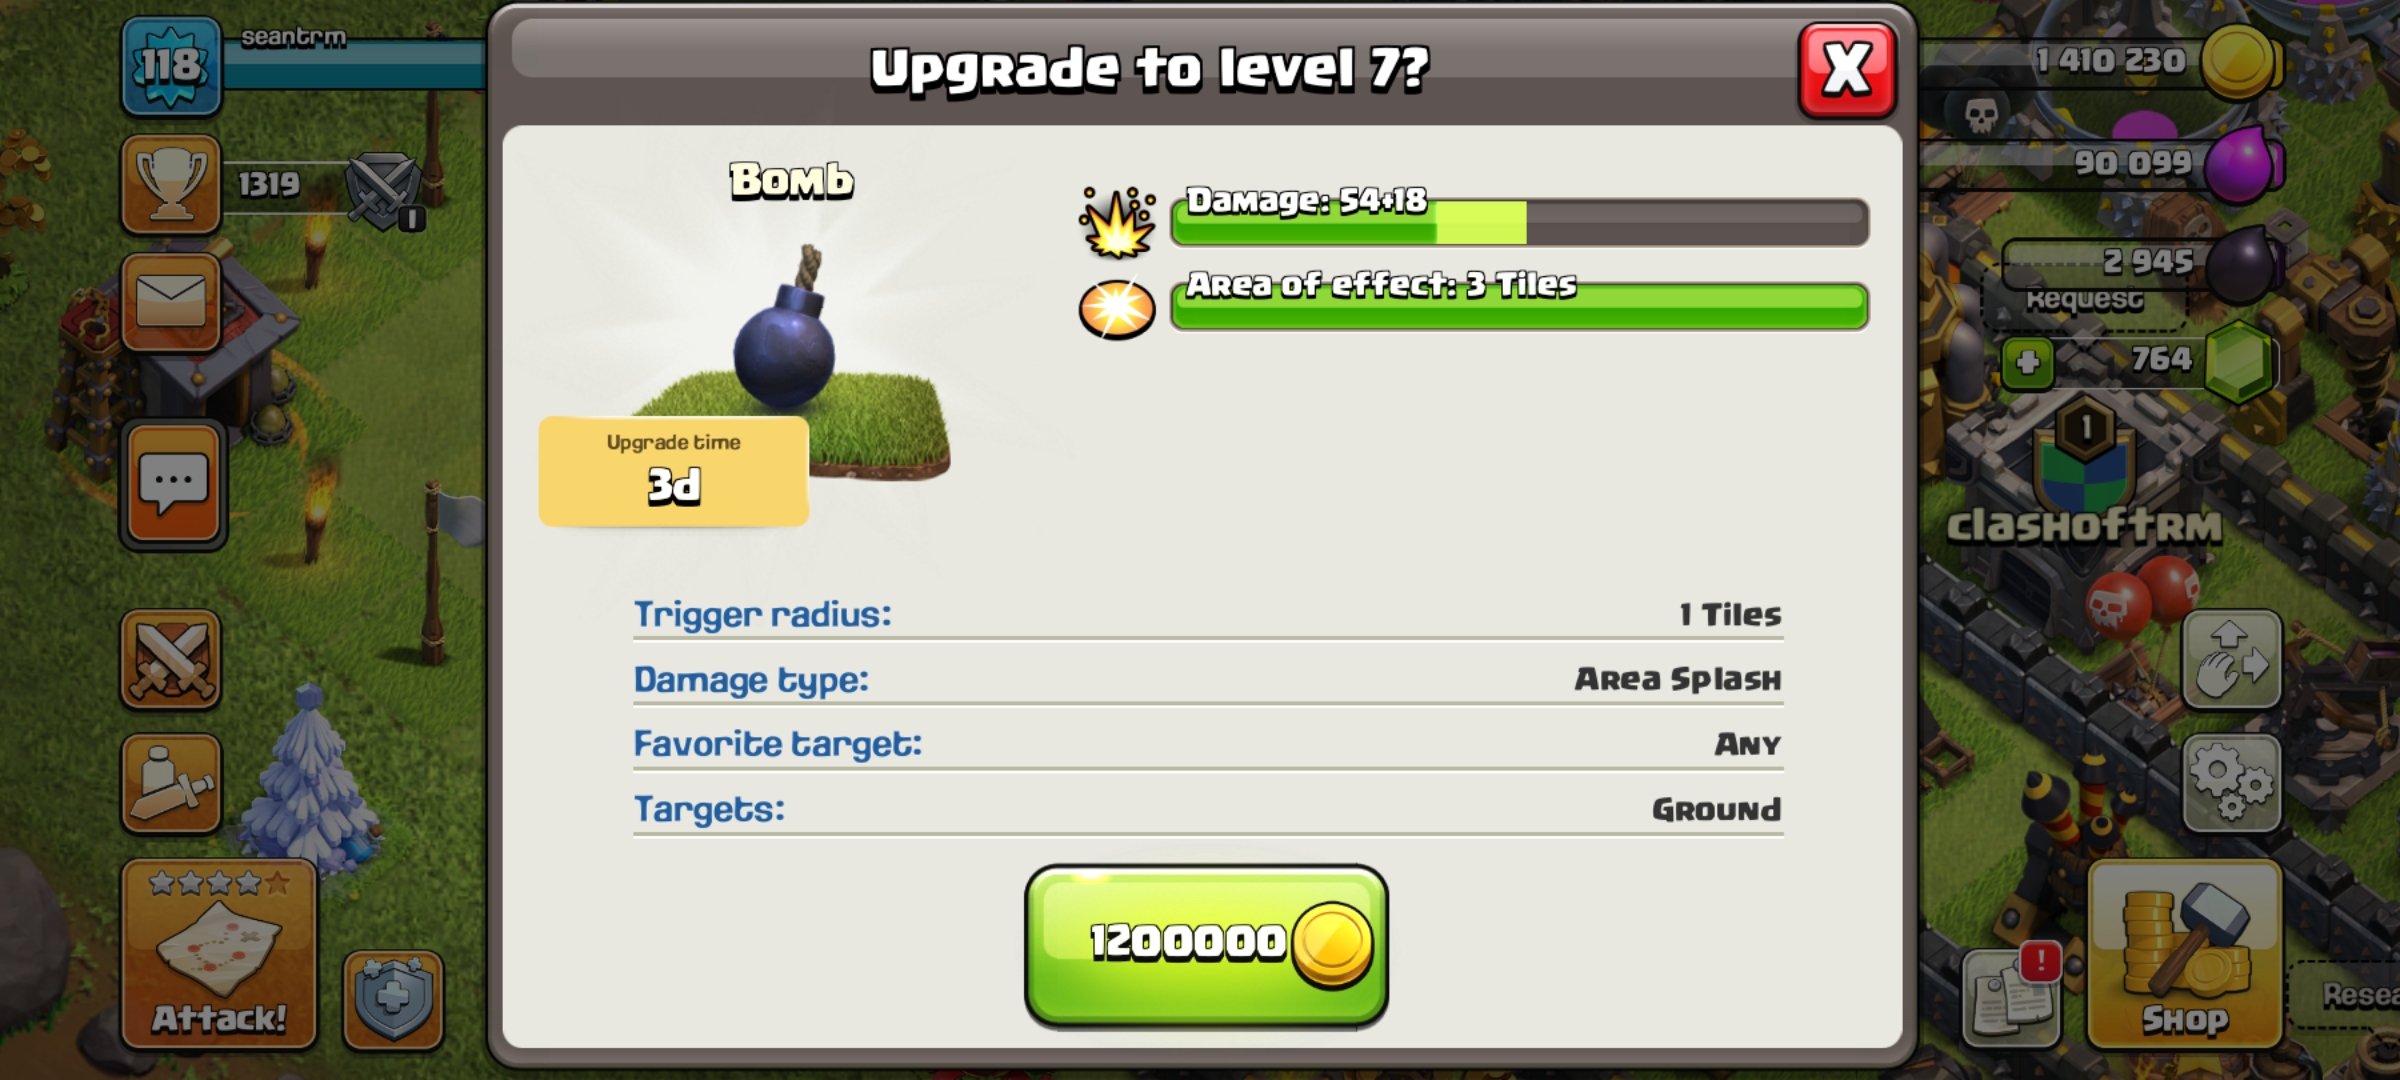 118
seantrm
Upgrade to level 7?
X
1 410 230
1319
I
Bomb
Damage: 54+18
Area of effect: 3 Tiles
90 099
2 945
Request
764
1
clashoftrm
Upgrade time
3d
Trigger radius: 1 Tiles
Damage type: Area Splash
Favorite target: Any
Targets: Ground
1200000
Attack!
!
Shop